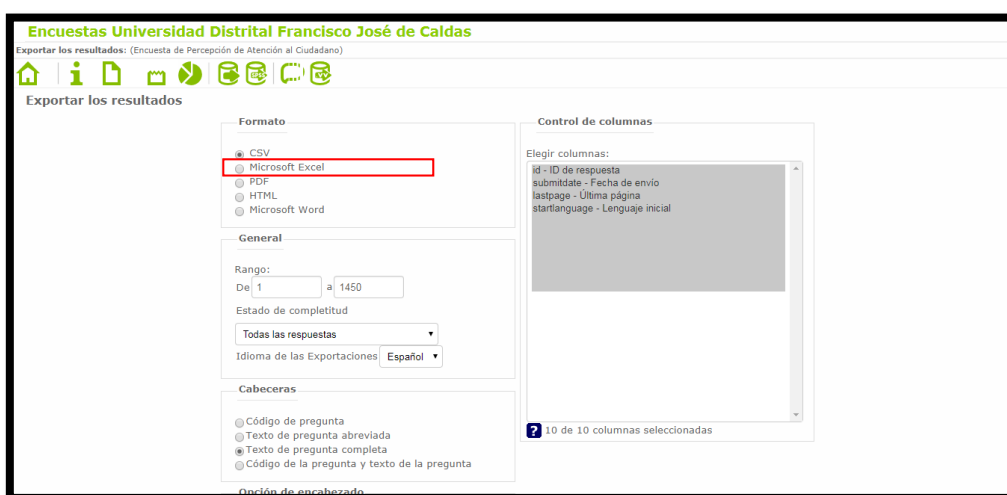 Encuestas Universidad Distrital Francisco José de Caldas
Exportar los resultados: (Encuesta de Percepción de Atención al Ciudadano)
Exportar los resultados
Formato
CSV
Microsoft Excel
PDF
HTML
Microsoft Word
General
Rango:
De 1 a 1450
Estado de completitud
Todas las respuestas
Idioma de las Exportaciones Español
Cabeceras
Código de pregunta
Texto de pregunta abreviada
Texto de pregunta completa
Código de la pregunta y texto de la pregunta
Opción de encabezado
Control de columnas
Elegir columnas:
id - ID de respuesta
submitdate - Fecha de envío
lastpage - Última página
startlanguage - Lenguaje inicial
? 10 de 10 columnas seleccionadas